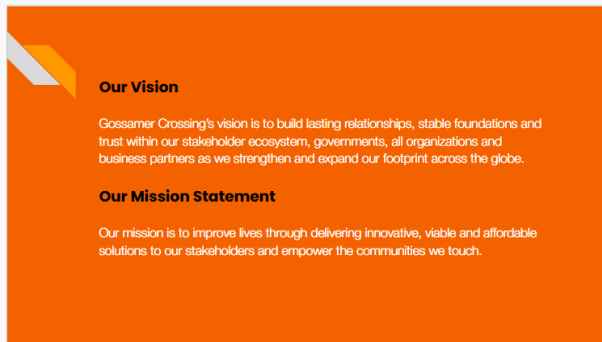 Our Vision
Gossamer Crossing's vision is to build lasting relationships, stable foundations and
trust within our stakeholder ecosystem, governments, all organizations and
business partners as we strengthen and expand our footprint across the globe.
Our Mission Statement
Our mission is to improve lives through delivering innovative, viable and affordable
solutions to our stakeholders and empower the communities we touch.